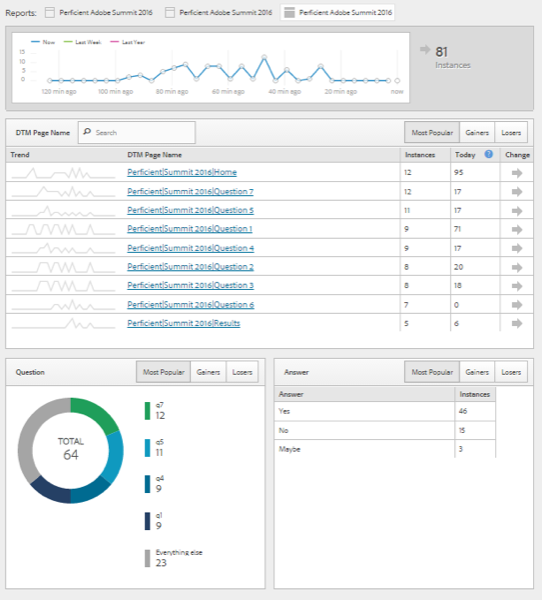 Reports: Perficient Adobe Summit 2016 Perficient Adobe Summit 2016 Perficient Adobe Summit 2016
Now Last Week Last Year
15
10
5
0
120 min ago 100 min ago 80 min ago 60 min ago 40 min ago 20 min ago now
81
Instances
DTM Page Name Search Most Popular Gainers Losers
Trend DTM Page Name Instances Today ? Change
Perficient|Summit 2016|Home 12 95
Perficient|Summit 2016|Question 7 12 17
Perficient|Summit 2016|Question 5 11 17
Perficient|Summit 2016|Question 1 9 71
Perficient|Summit 2016|Question 4 9 17
Perficient|Summit 2016|Question 2 8 20
Perficient|Summit 2016|Question 3 8 18
Perficient|Summit 2016|Question 6 7 0
Perficient|Summit 2016|Results 5 6
Question Most Popular Gainers Losers
TOTAL
64
q7
12
q5
11
q4
9
q1
9
Everything else
23
Answer Most Popular Gainers Losers
Answer Instances
Yes 46
No 15
Maybe 3